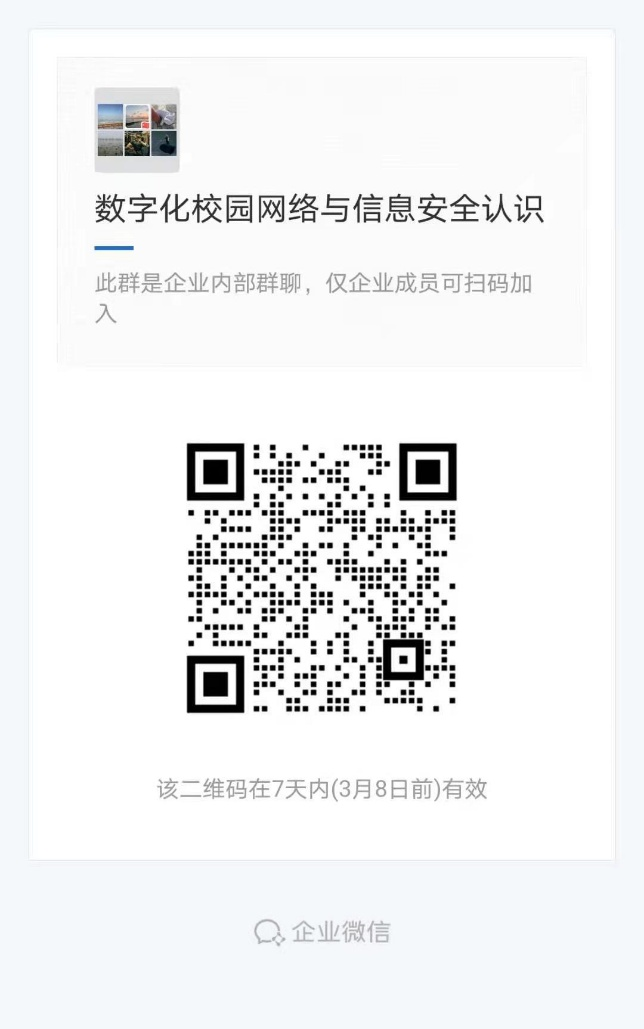 数字化校园网络与信息安全认识
此群是企业内部群聊，仅企业成员可扫码加
入
该二维码在7天内(3月8日前)有效
企业微信